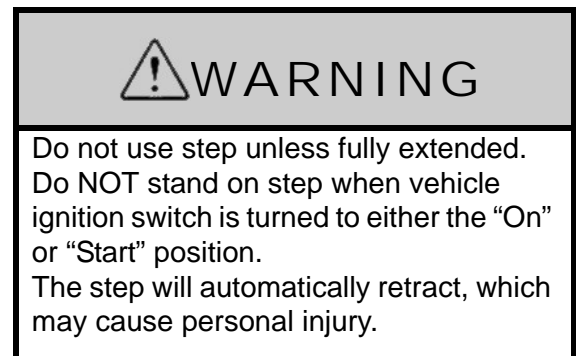 WARNING
Do not use step unless fully extended.
Do NOT stand on step when vehicle
ignition switch is turned to either the “On”
or “Start” position.
The step will automatically retract, which
may cause personal injury.